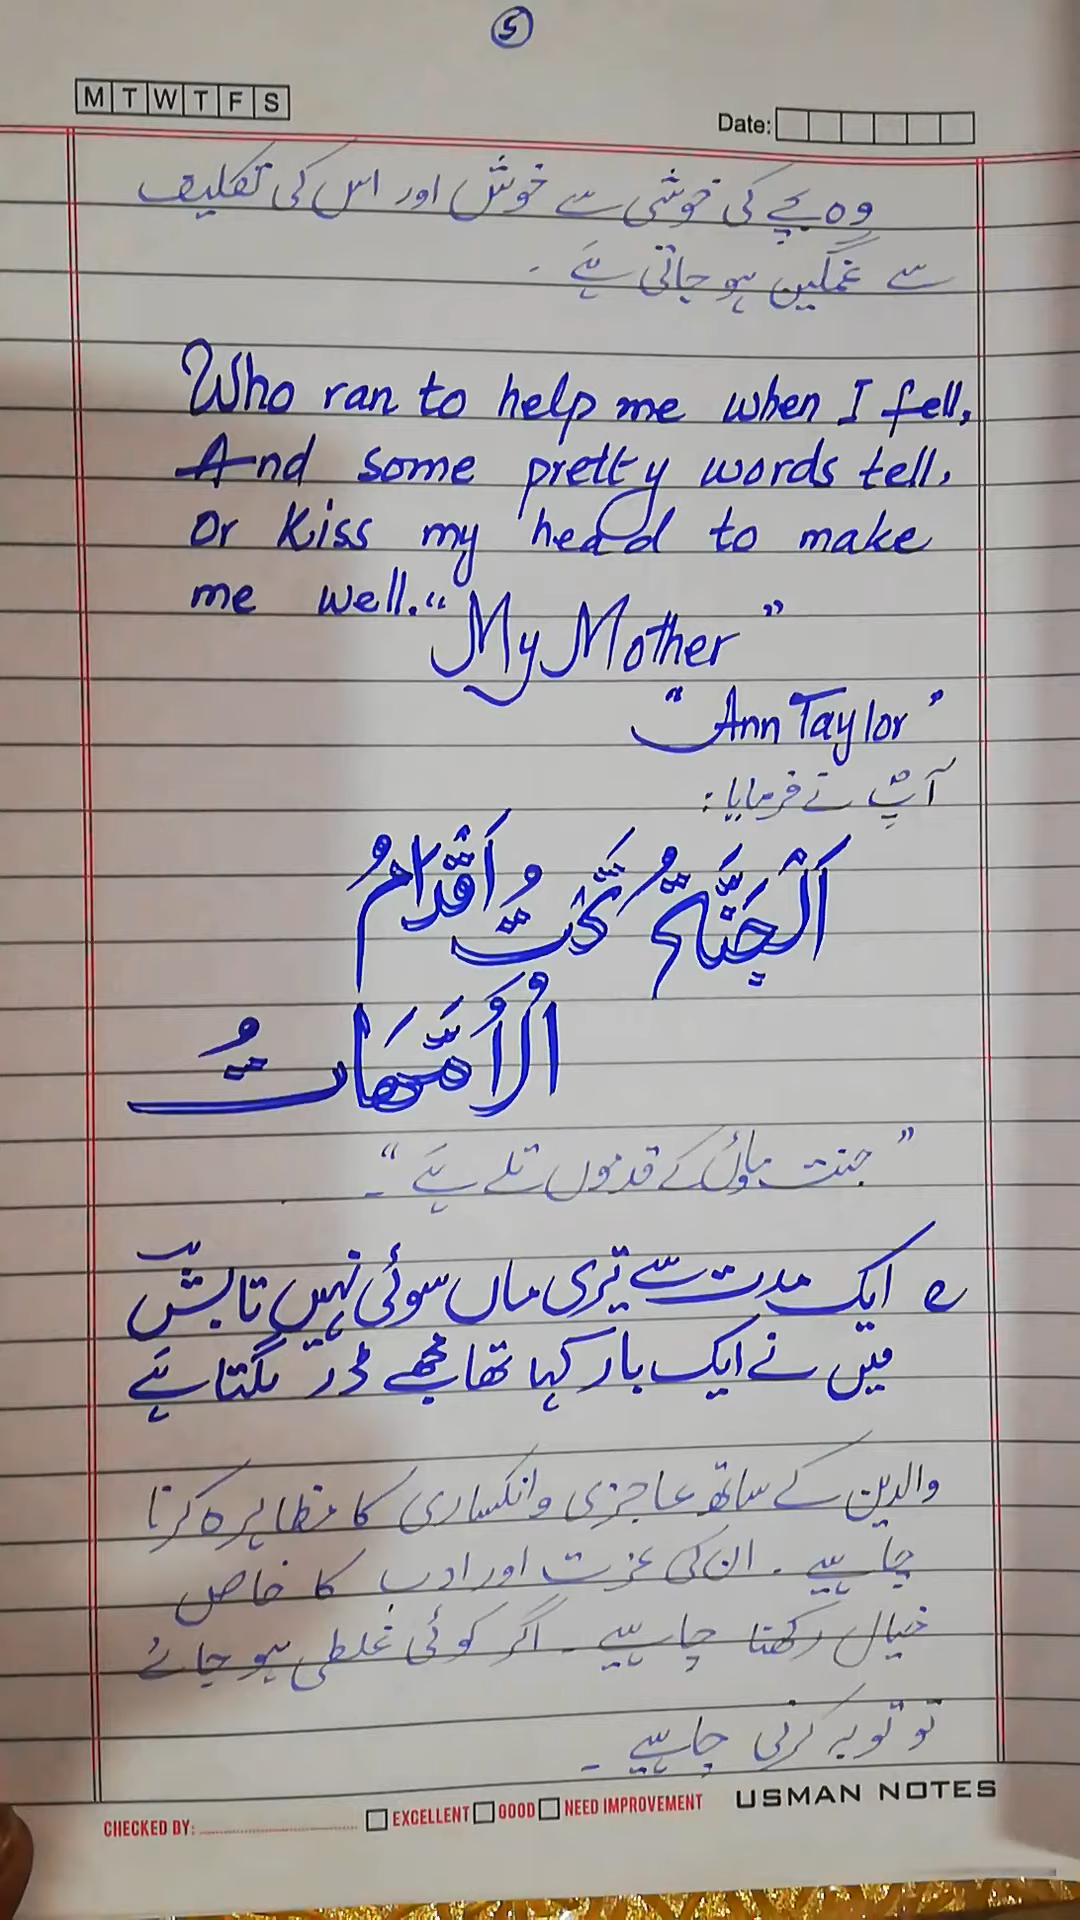 5
M T W T F S
Date:
وہ بچے کی خوشی سے خوش اور اس کی تکلیف
سے غمگین ہو جاتی ہے ۔
Who ran to help me when I fell,
And some pretty words tell,
Or Kiss my head to make
me well.
“My Mother”
“Ann Taylor”
آپؐ نے فرمایا:
اَلْجَنَّۃُ تَحْتُ اَقْدَامُ
الْاُمَّھَاتُ
”جنت ماؤں کے قدموں تلے ہے“ ۔
ایک مدت سے تری ماں سوئی نہیں تابشؔ
میں نے ایک بار کہا تھا مجھے ڈر لگتا ہے
والدین کے ساتھ عاجزی و انکساری کا مظاہرہ کرنا
چاہیے ۔ ان کی عزت اور ادب کا خاص
خیال رکھنا چاہیے ۔ اگر کوئی غلطی ہو جائے
تو توبہ کرنی چاہیے ۔
CHECKED BY: EXCELLENT GOOD NEED IMPROVEMENT USMAN NOTES